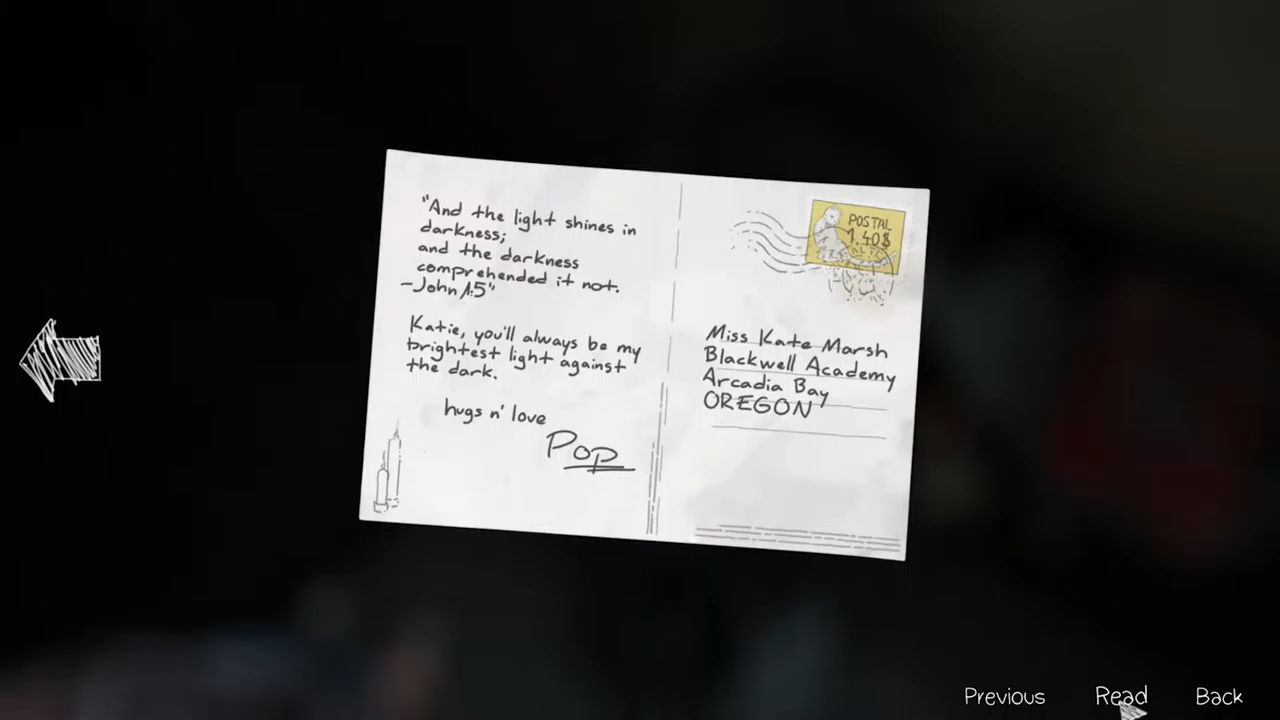 "And the light shines in
darkness;
and the darkness
comprehended it not.
-John 1:5"
Katie, you'll always be my
brightest light against
the dark.
hugs n' love
Pop
POSTAL
1.40$
Miss Kate Marsh
Blackwell Academy
Arcadia Bay
OREGON
Previous
Read
Back